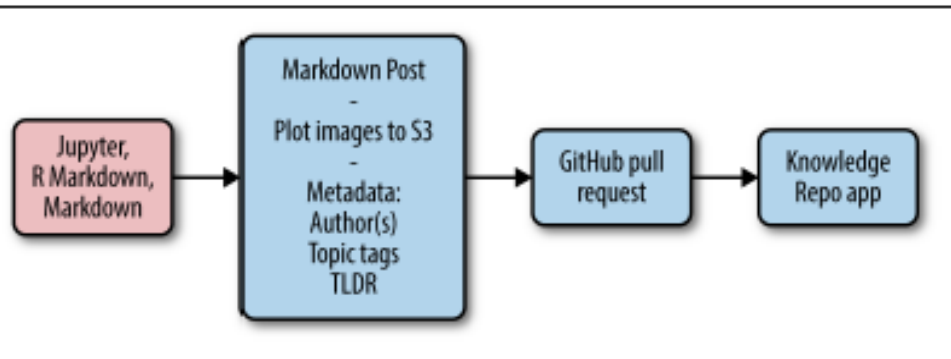 Jupyter,
R Markdown,
Markdown
Markdown Post
-
Plot images to S3
-
Metadata:
Author(s)
Topic tags
TLDR
GitHub pull
request
Knowledge
Repo app